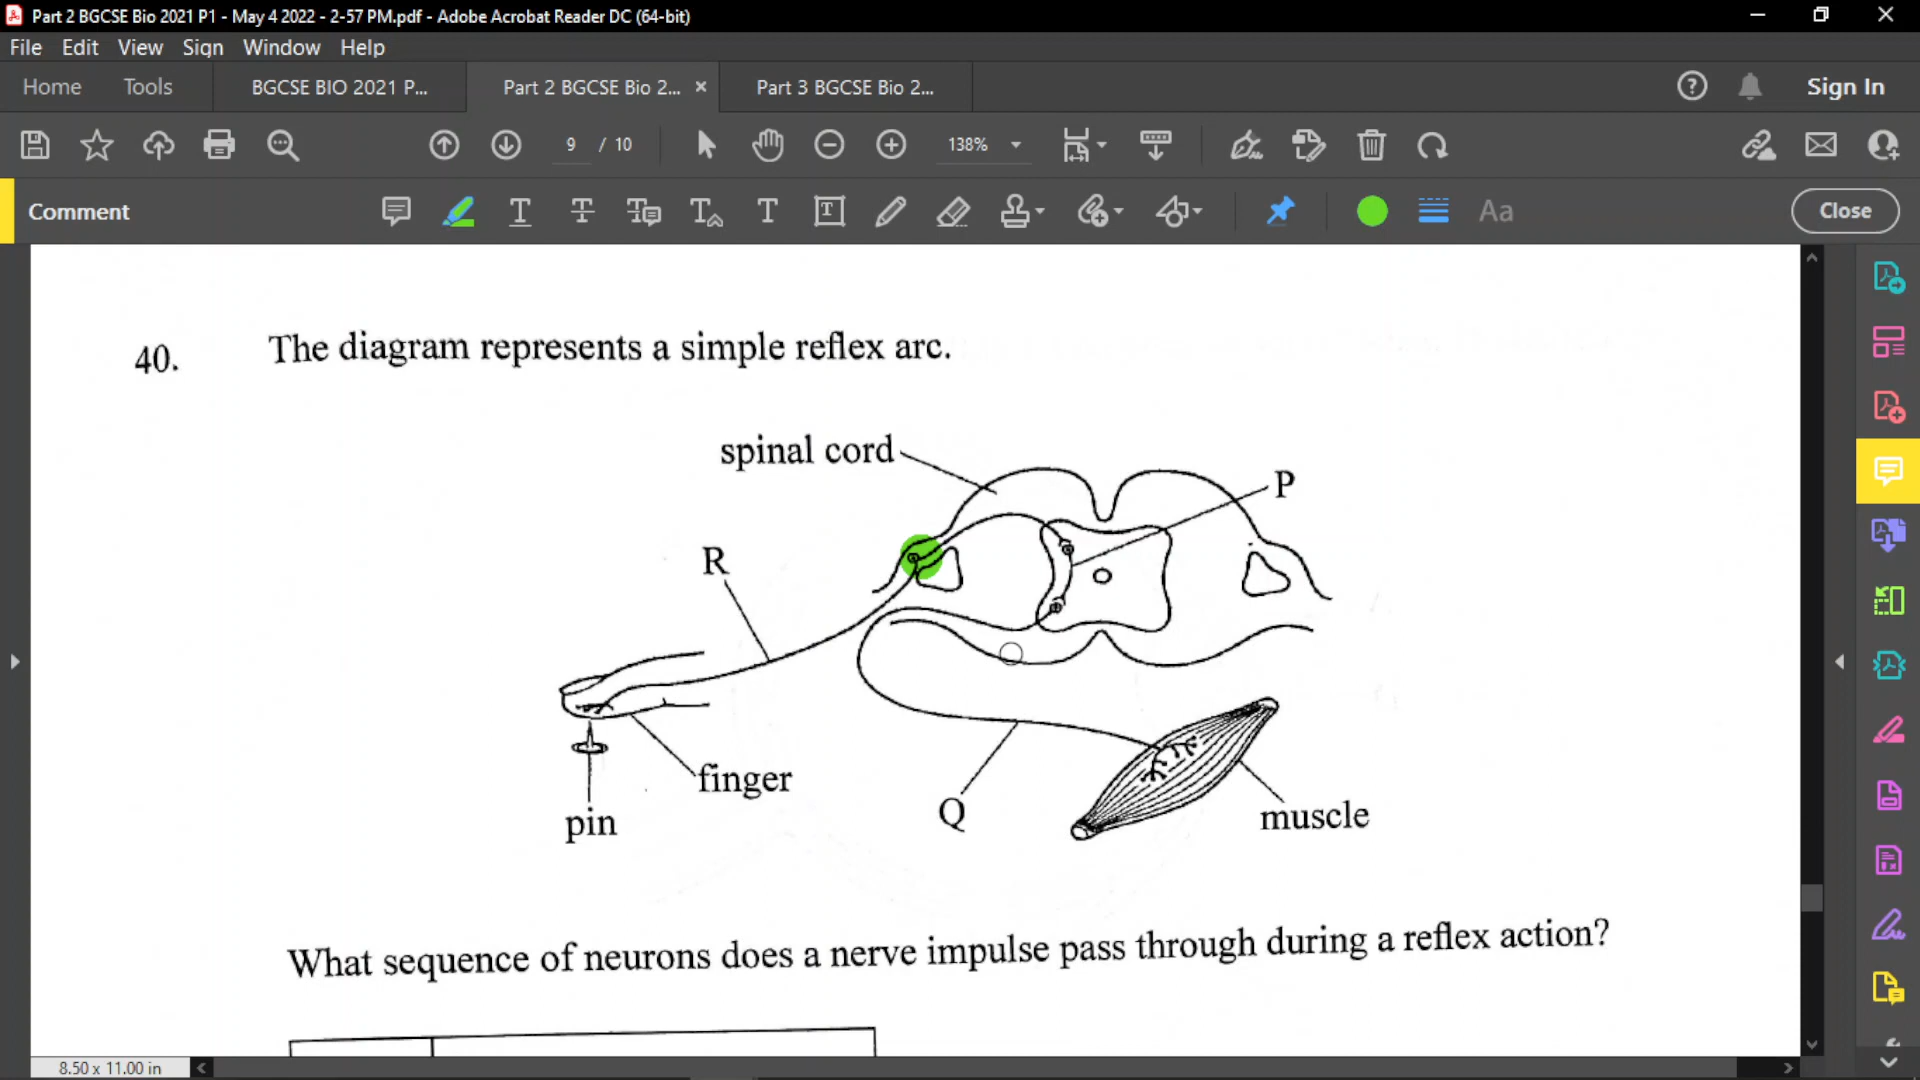 Part 2 BGCSE Bio 2021 P1 - May 4 2022 - 2-57 PM.pdf - Adobe Acrobat Reader DC (64-bit)
File Edit View Sign Window Help
Home Tools BGCSE BIO 2021 P... Part 2 BGCSE Bio 2... × Part 3 BGCSE Bio 2... Sign In
9 / 10 138%
Comment Aa Close
40. The diagram represents a simple reflex arc.
spinal cord
P
R
finger
pin
Q
muscle
What sequence of neurons does a nerve impulse pass through during a reflex action?
8.50 x 11.00 in